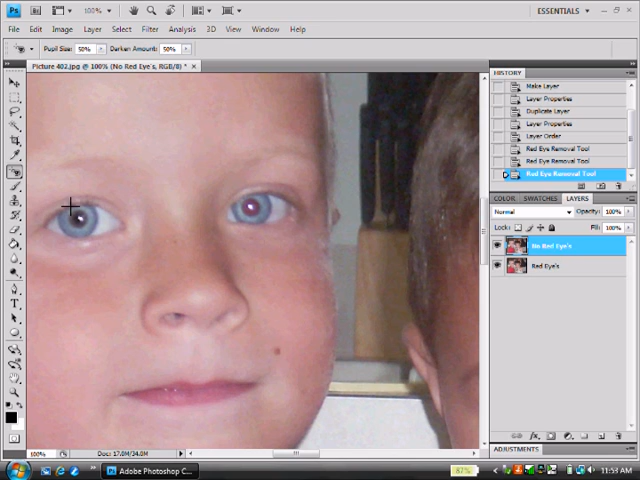 Ps
Br
100%
ESSENTIALS
File Edit Image Layer Select Filter Analysis 3D View Window Help
Pupil Size: 50% Darken Amount: 50%
Picture 402.jpg @ 100% (No Red Eye's, RGB/8) *
HISTORY
Make Layer
Layer Properties
Duplicate Layer
Layer Properties
Layer Order
Red Eye Removal Tool
Red Eye Removal Tool
Red Eye Removal Tool
COLOR SWATCHES LAYERS
Normal Opacity: 100%
Lock: Fill: 100%
No Red Eye's
Red Eye's
100% Doc: 17.0M/34.0M
ADJUSTMENTS
Adobe Photoshop C...
87%
11:53 AM